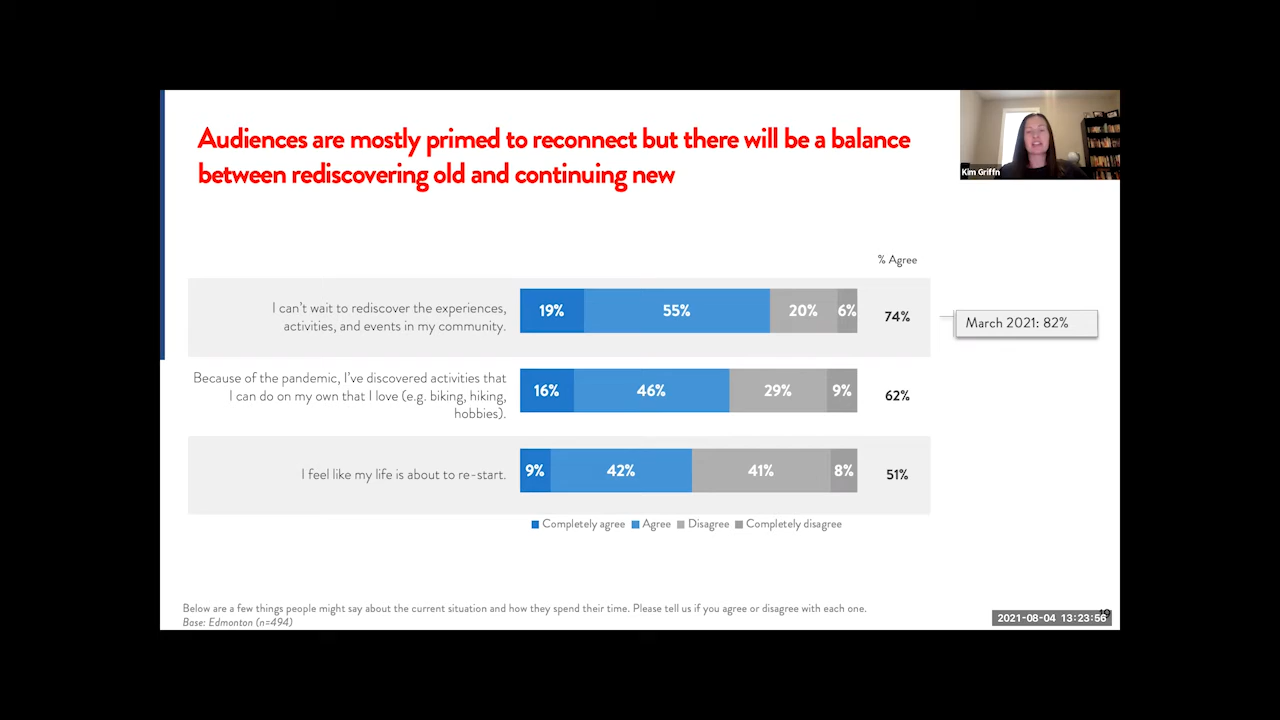 Audiences are mostly primed to reconnect but there will be a balance
between rediscovering old and continuing new
Kim Griffn
% Agree
I can't wait to rediscover the experiences,
activities, and events in my community.
19% 55% 20% 6% 74%
March 2021: 82%
Because of the pandemic, I've discovered activities that
I can do on my own that I love (e.g. biking, hiking,
hobbies).
16% 46% 29% 9% 62%
I feel like my life is about to re-start.
9% 42% 41% 8% 51%
Completely agree Agree Disagree Completely disagree
Below are a few things people might say about the current situation and how they spend their time. Please tell us if you agree or disagree with each one.
Base: Edmonton (n=494)
19
2021-08-04 13:23:56